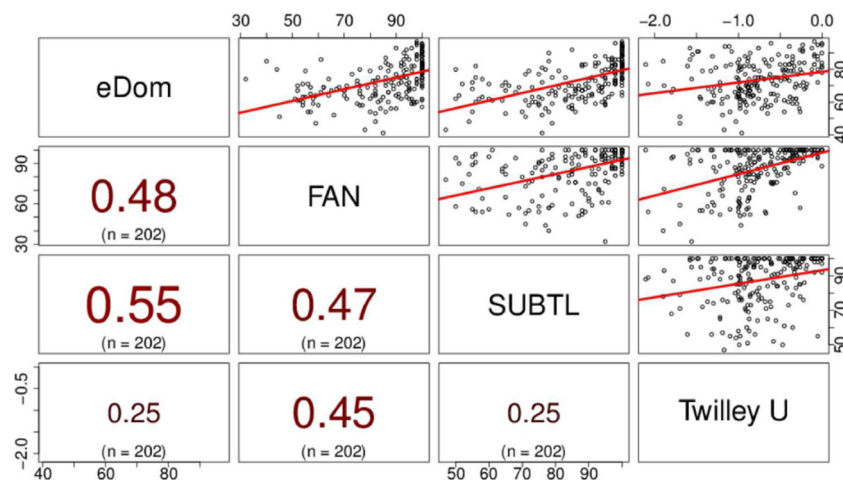 30 50 70 90 -2.0 -1.0 0.0
eDom
40 60 80
30 60 90
0.48
(n = 202)
FAN
0.55
(n = 202)
0.47
(n = 202)
SUBTL
50 70 90
-2.0 -0.5
0.25
(n = 202)
0.45
(n = 202)
0.25
(n = 202)
Twilley U
40 60 80 50 60 70 80 90